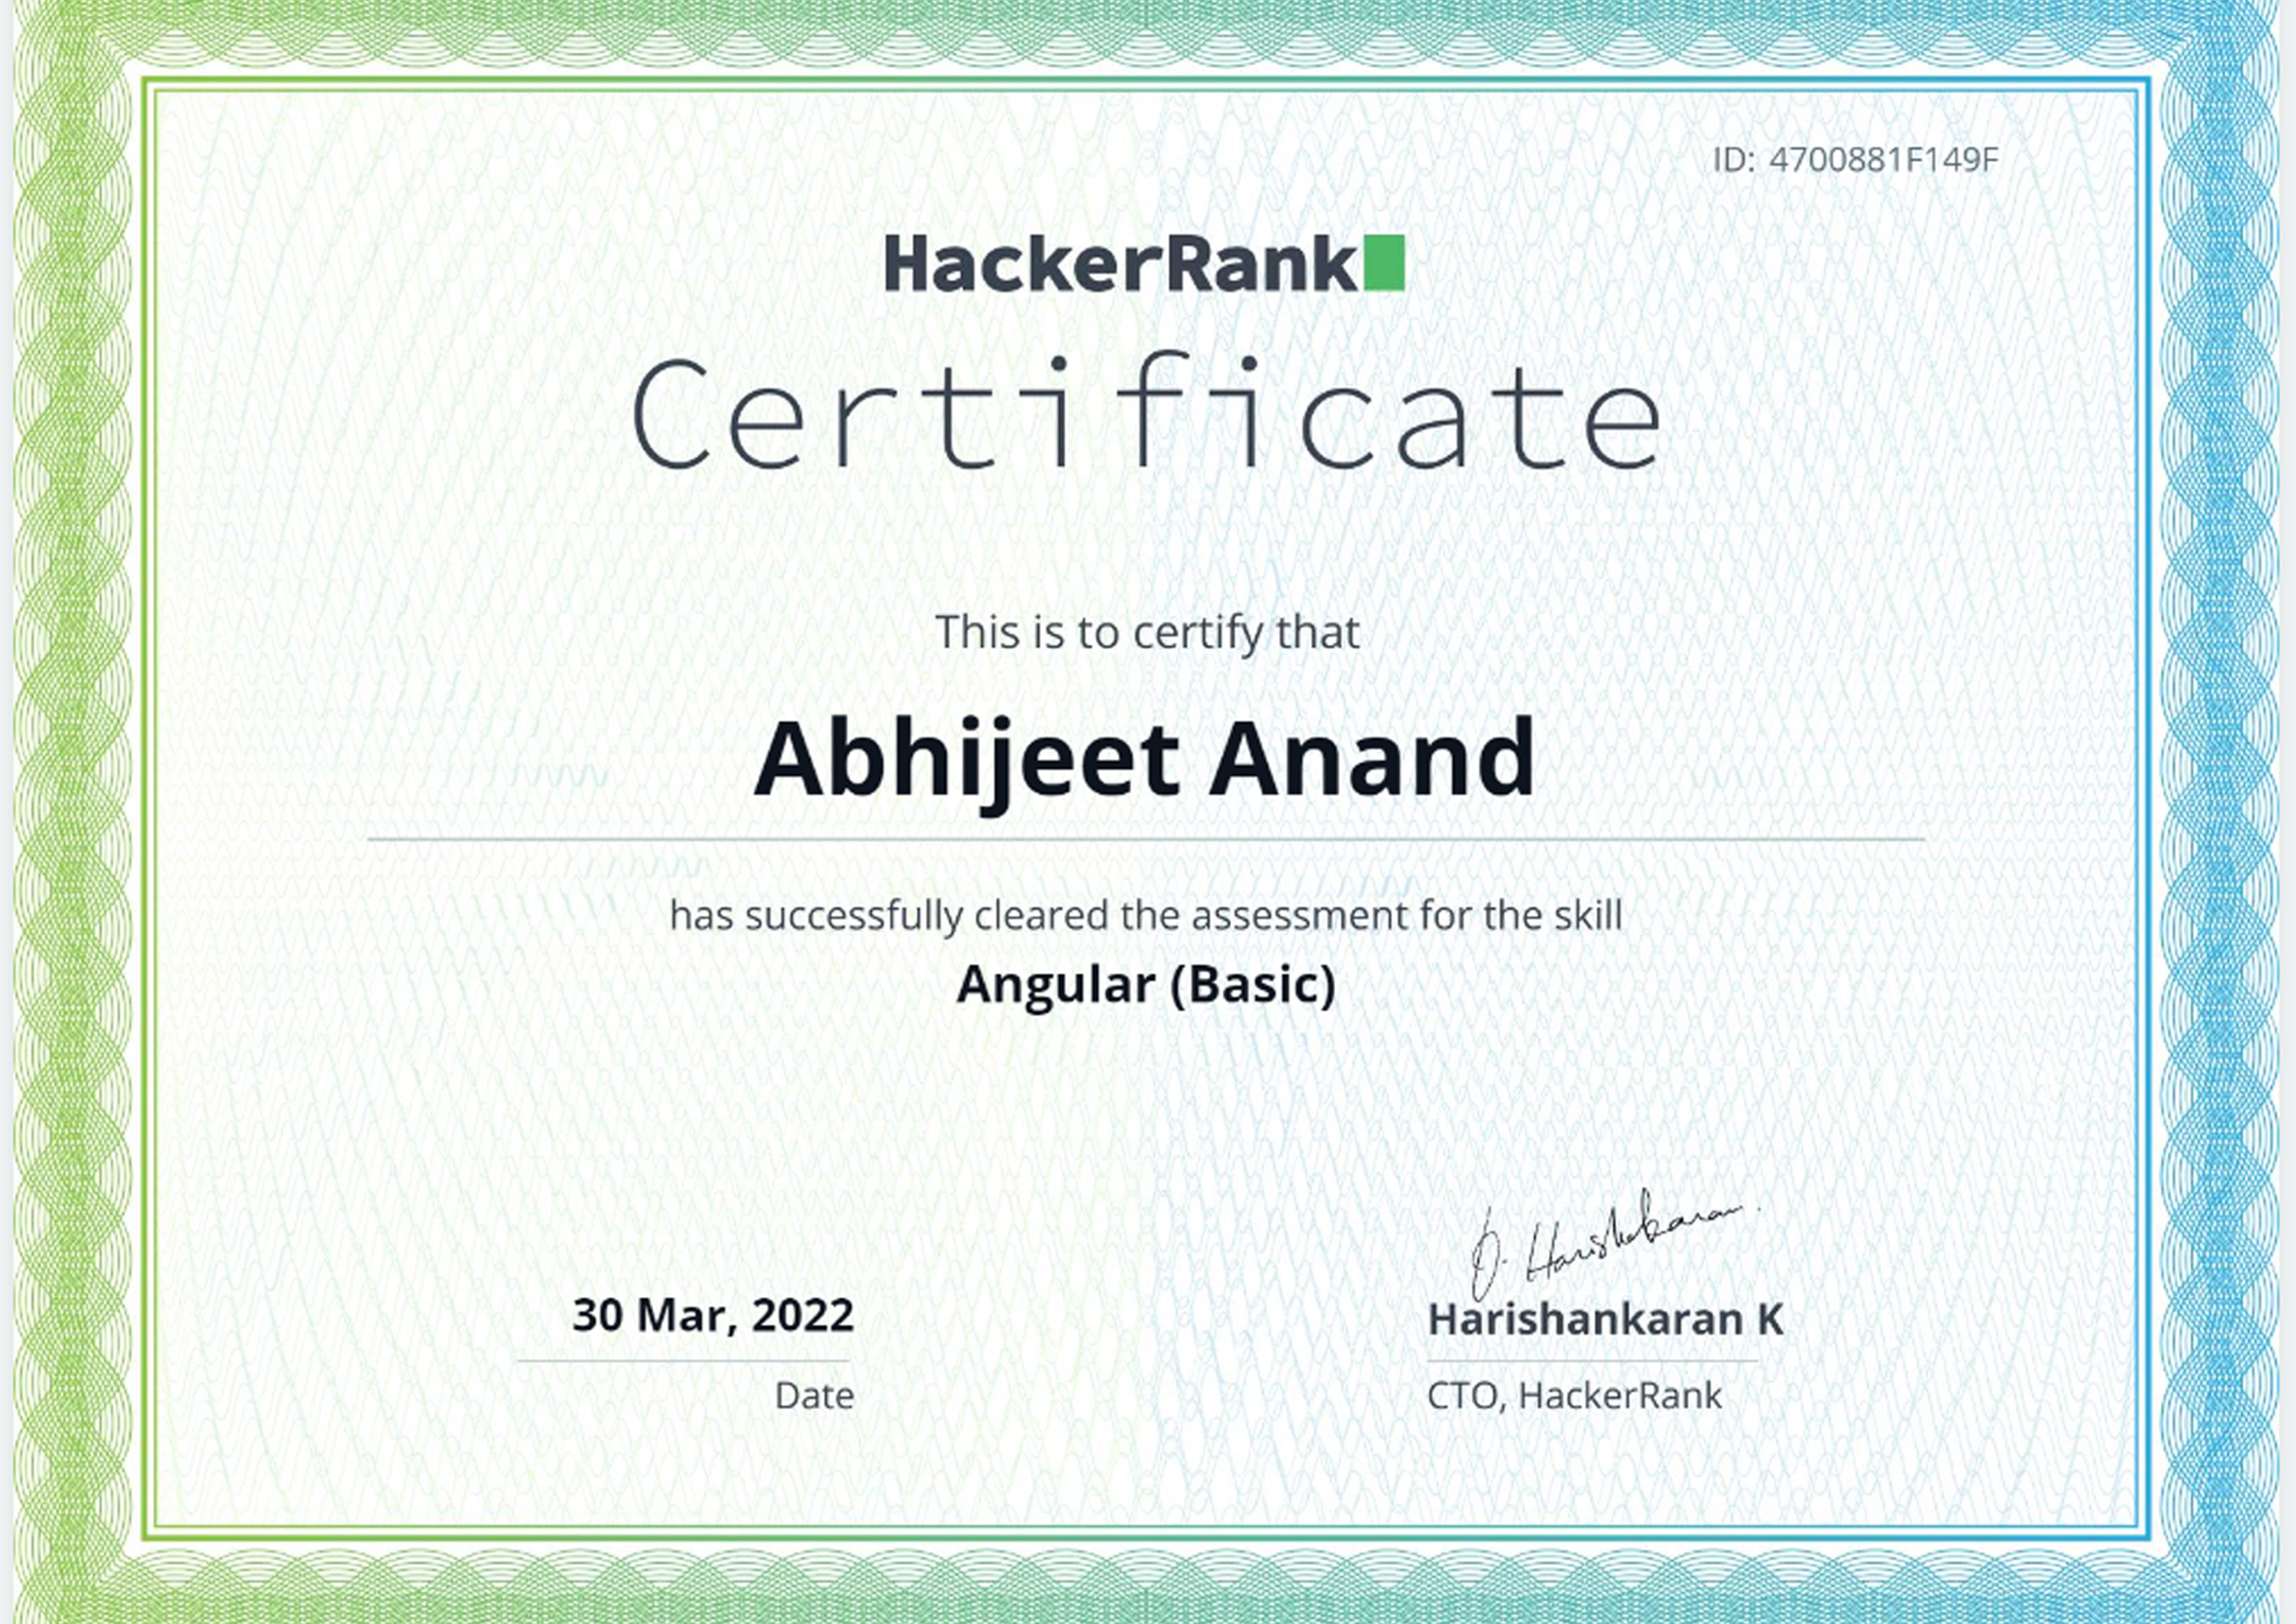 ID: 4700881F149F
HackerRank
Certificate
This is to certify that
Abhijeet Anand
has successfully cleared the assessment for the skill
Angular (Basic)
30 Mar, 2022
Date
D. Harishankaran.
Harishankaran K
CTO, HackerRank